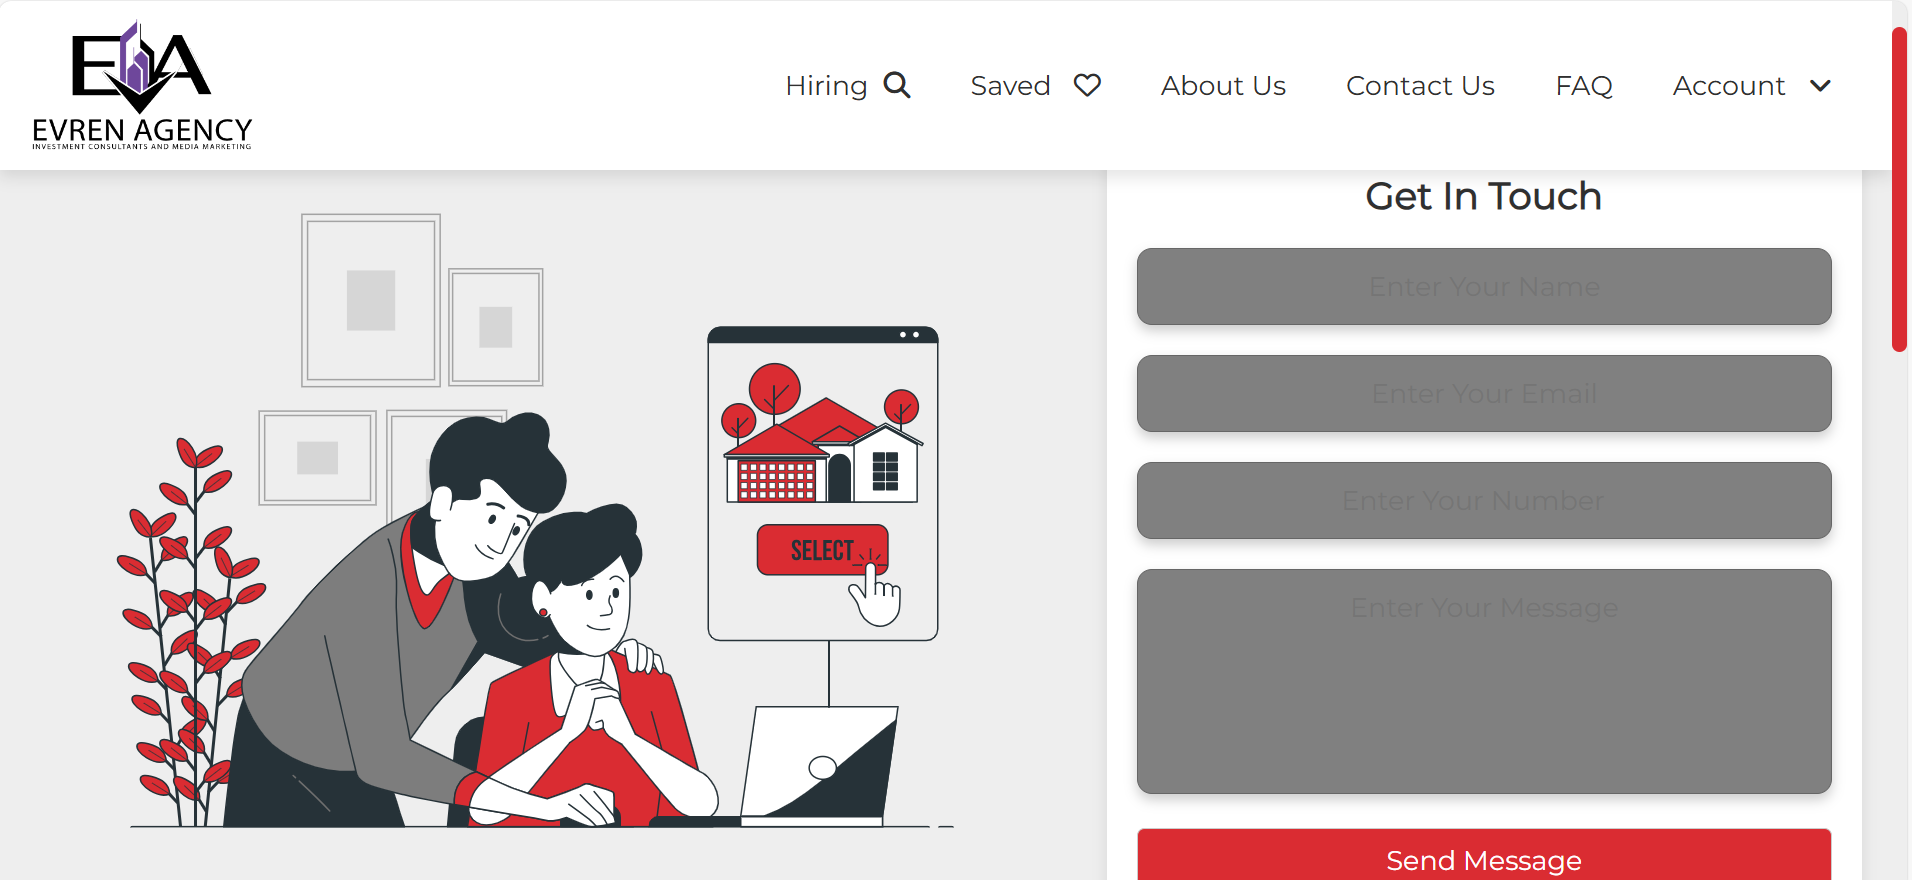 EA
EVREN AGENCY
INVESTMENT CONSULTANTS AND MEDIA MARKETING
Hiring
Saved
About Us
Contact Us
FAQ
Account
Get In Touch
Enter Your Name
Enter Your Email
Enter Your Number
Enter Your Message
SELECT
Send Message